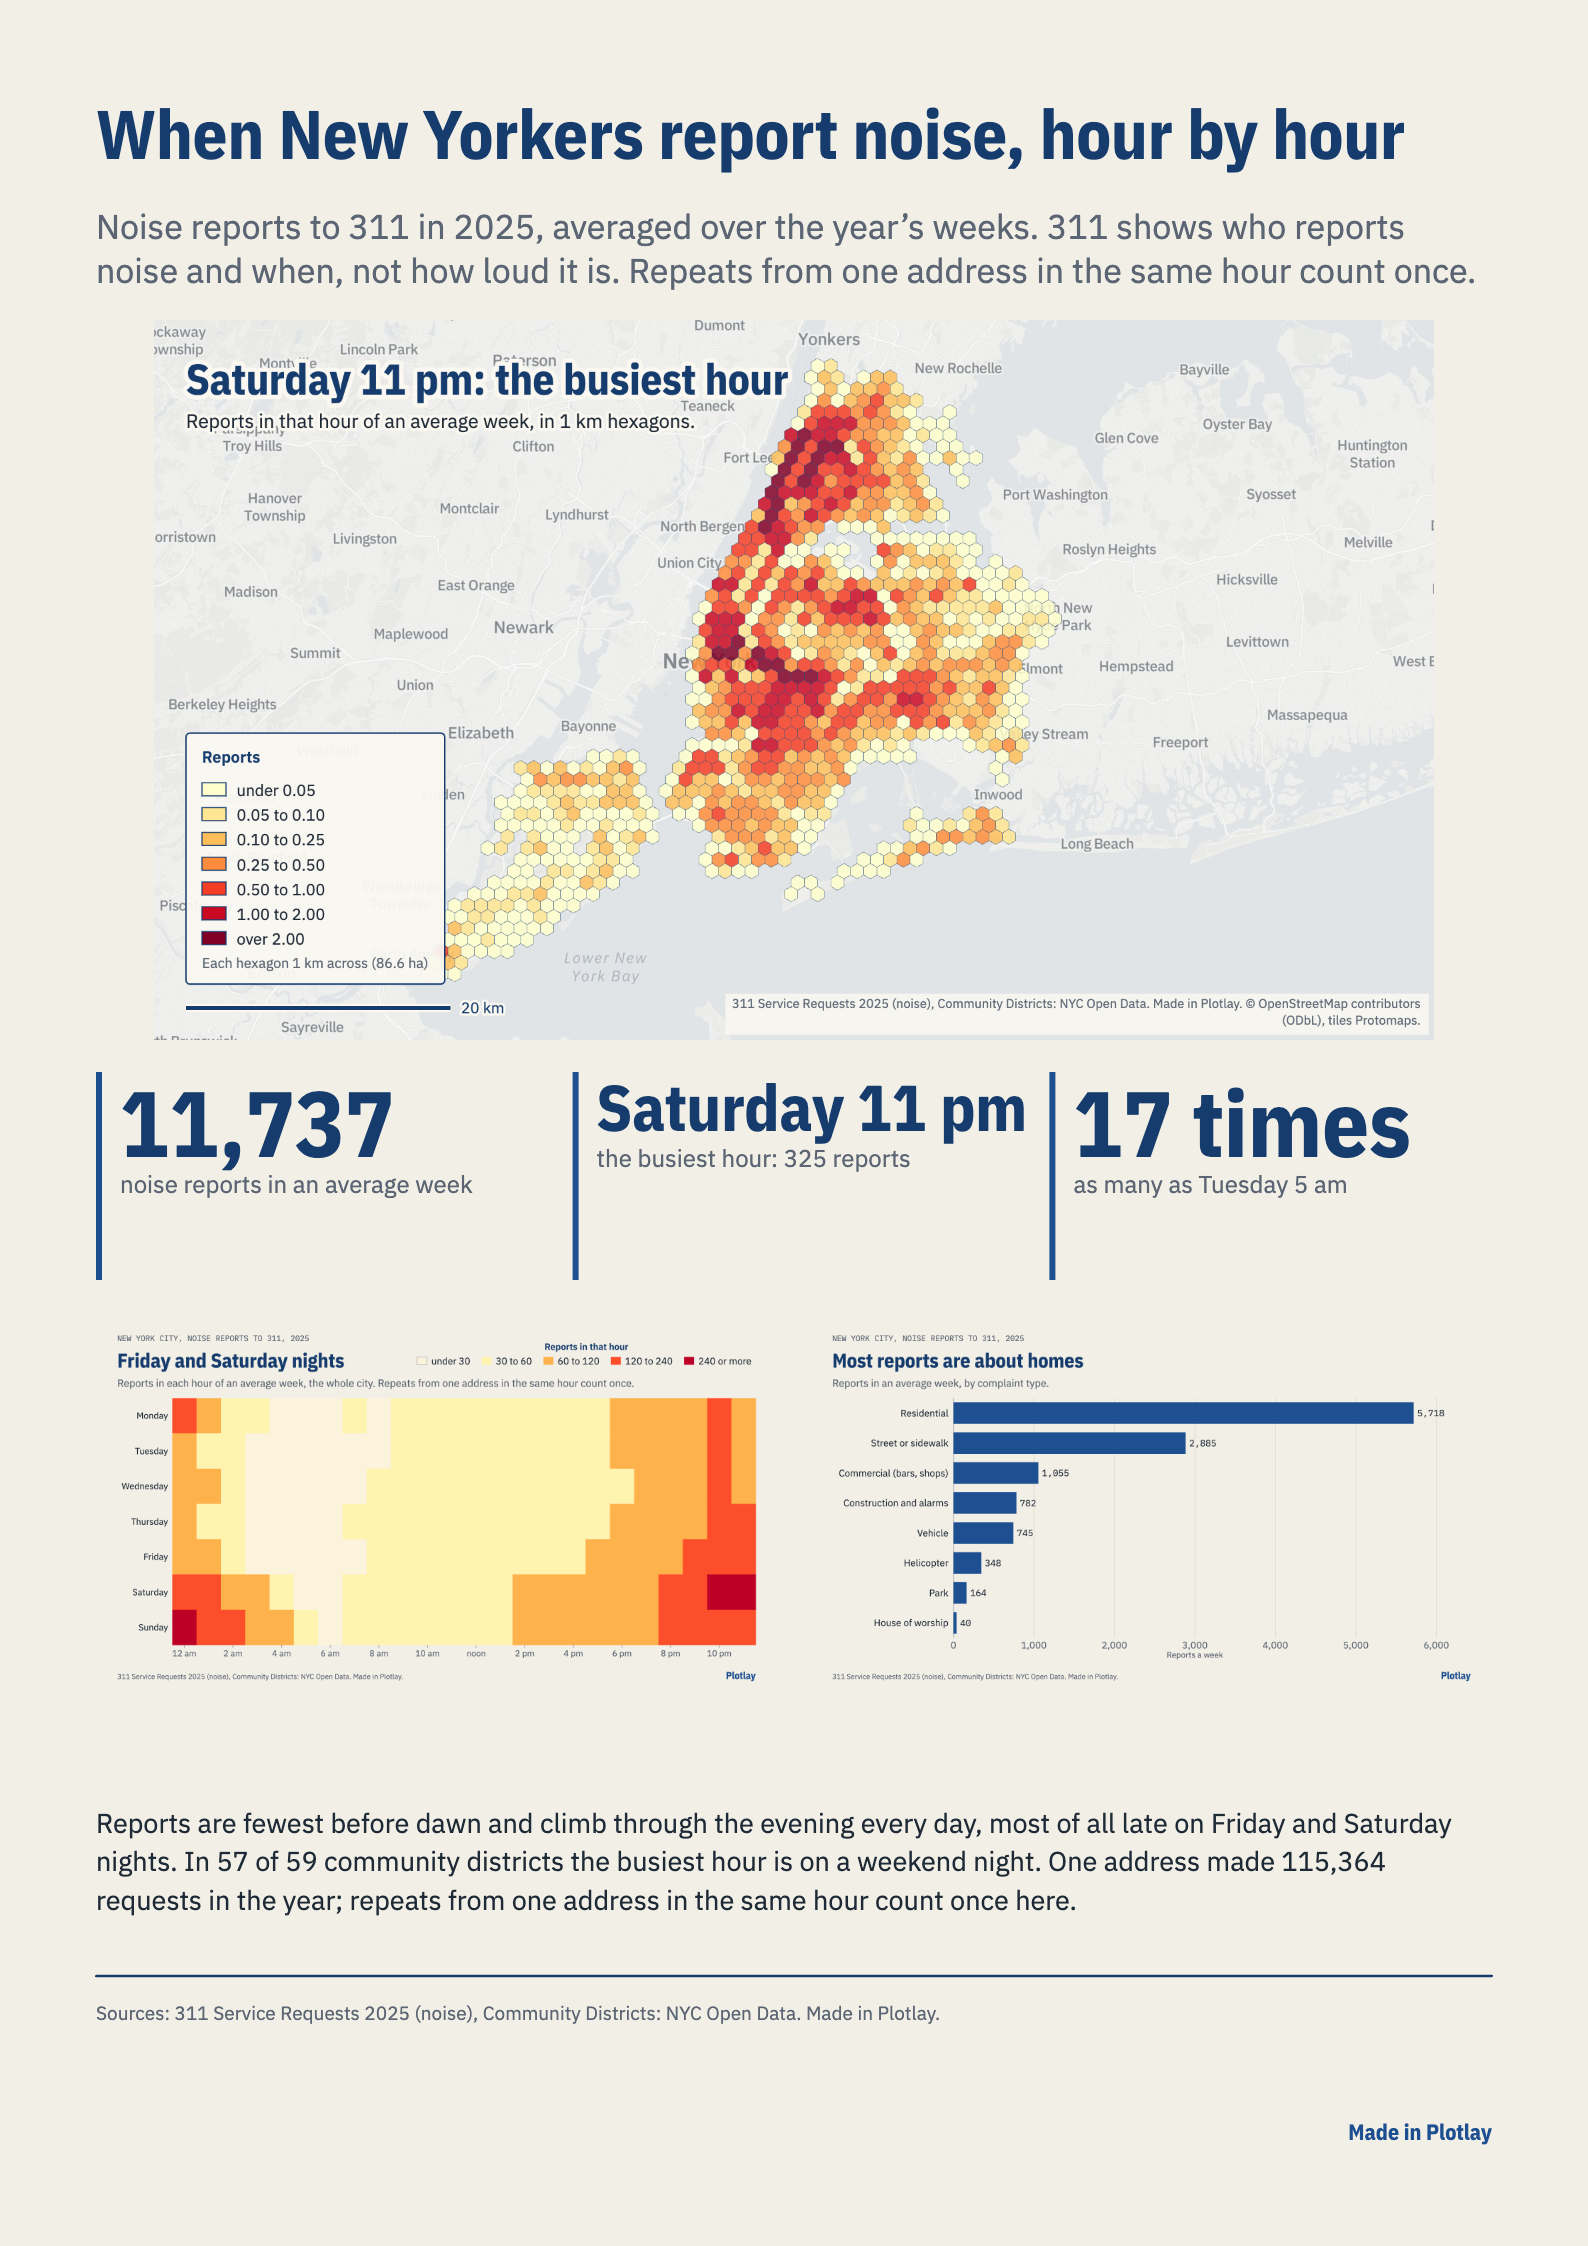 When New Yorkers report noise, hour by hour
Noise reports to 311 in 2025, averaged over the year’s weeks. 311 shows who reports
noise and when, not how loud it is. Repeats from one address in the same hour count once.
Dumont
Yonkers
Lincoln Park
New Rochelle
Bayville
Saturday 11 pm: the busiest hour
Teaneck
Reports in that hour of an average week, in 1 km hexagons.
Troy Hills
Clifton
Fort Lee
Glen Cove
Oyster Bay
Huntington
Station
Hanover
Township
Montclair
Lyndhurst
Port Washington
Syosset
North Bergen
Livingston
Melville
Union City
Roslyn Heights
Madison
East Orange
Hicksville
Maplewood
Newark
Summit
Levittown
Union
Hempstead
Berkeley Heights
Massapequa
Elizabeth
Bayonne
Freeport
Inwood
Long Beach
Lower New
York Bay
Sayreville
Reports
under 0.05
0.05 to 0.10
0.10 to 0.25
0.25 to 0.50
0.50 to 1.00
1.00 to 2.00
over 2.00
Each hexagon 1 km across (86.6 ha)
20 km
311 Service Requests 2025 (noise), Community Districts: NYC Open Data. Made in Plotlay. © OpenStreetMap contributors
(ODbL), tiles Protomaps.
11,737
noise reports in an average week
Saturday 11 pm
the busiest hour: 325 reports
17 times
as many as Tuesday 5 am
NEW YORK CITY, NOISE REPORTS TO 311, 2025
Friday and Saturday nights
Reports in that hour
under 30 30 to 60 60 to 120 120 to 240 240 or more
Reports in each hour of an average week, the whole city. Repeats from one address in the same hour count once.
Monday
Tuesday
Wednesday
Thursday
Friday
Saturday
Sunday
12 am 2 am 4 am 6 am 8 am 10 am noon 2 pm 4 pm 6 pm 8 pm 10 pm
311 Service Requests 2025 (noise), Community Districts: NYC Open Data. Made in Plotlay.
Plotlay
NEW YORK CITY, NOISE REPORTS TO 311, 2025
Most reports are about homes
Reports in an average week, by complaint type.
Residential 5,718
Street or sidewalk 2,885
Commercial (bars, shops) 1,055
Construction and alarms 782
Vehicle 745
Helicopter 348
Park 164
House of worship 40
0 1,000 2,000 3,000 4,000 5,000 6,000
Reports a week
311 Service Requests 2025 (noise), Community Districts: NYC Open Data. Made in Plotlay.
Plotlay
Reports are fewest before dawn and climb through the evening every day, most of all late on Friday and Saturday
nights. In 57 of 59 community districts the busiest hour is on a weekend night. One address made 115,364
requests in the year; repeats from one address in the same hour count once here.
Sources: 311 Service Requests 2025 (noise), Community Districts: NYC Open Data. Made in Plotlay.
Made in Plotlay